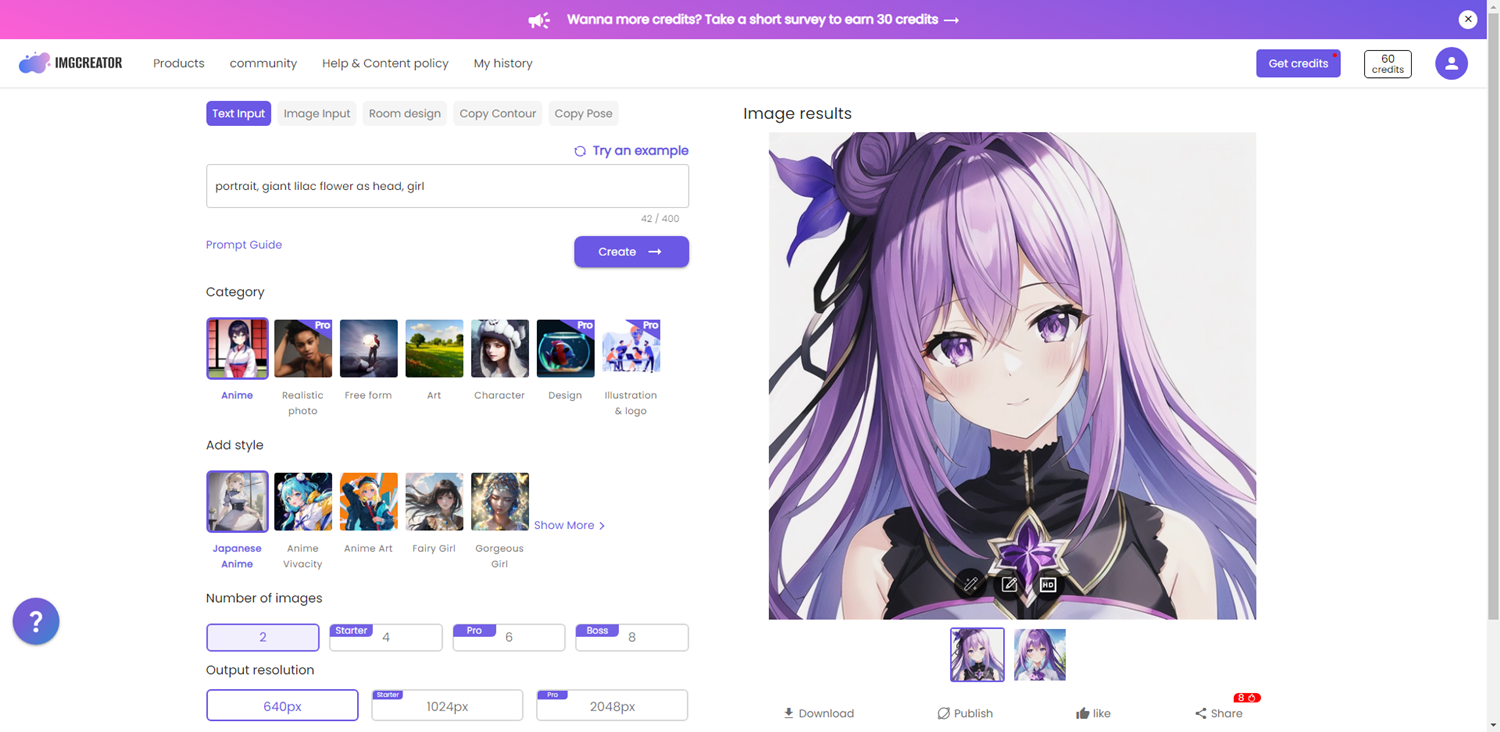 Wanna more credits? Take a short survey to earn 30 credits →
IMGCREATOR
Products
community
Help & Content policy
My history
Get credits
60
credits
Text Input
Image Input
Room design
Copy Contour
Copy Pose
Try an example
portrait, giant lilac flower as head, girl
42 / 400
Prompt Guide
Create →
Category
Pro
Pro
Pro
Anime
Realistic
photo
Free form
Art
Character
Design
Illustration
& logo
Add style
Show More >
Japanese
Anime
Anime
Vivacity
Anime Art
Fairy Girl
Gorgeous
Girl
Number of images
2
Starter
4
Pro
6
Boss
8
Output resolution
640px
Starter
1024px
Pro
2048px
?
Image results
HD
Download
Publish
like
Share
8